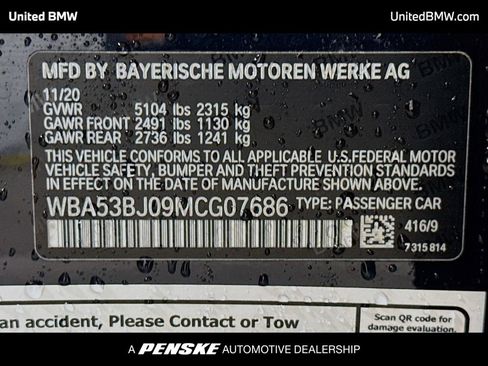 United BMW
UnitedBMW.com
MFD BY BAYERISCHE MOTOREN WERKE AG
11/20
GVWR 5104 lbs 2315 kg
GAWR FRONT 2491 lbs 1130 kg
GAWR REAR 2736 lbs 1241 kg
THIS VEHICLE CONFORMS TO ALL APPLICABLE U.S.FEDERAL MOTOR
VEHICLE SAFETY, BUMPER AND THEFT PREVENTION STANDARDS IN EFFECT ON THE DATE OF MANUFACTURE SHOWN ABOVE.
WBA53BJ09MCG07686 TYPE: PASSENGER CAR
416/9
7315814
an accident, Please Contact or Tow
Scan QR code for
damage evaluation.
A PENSKE AUTOMOTIVE DEALERSHIP